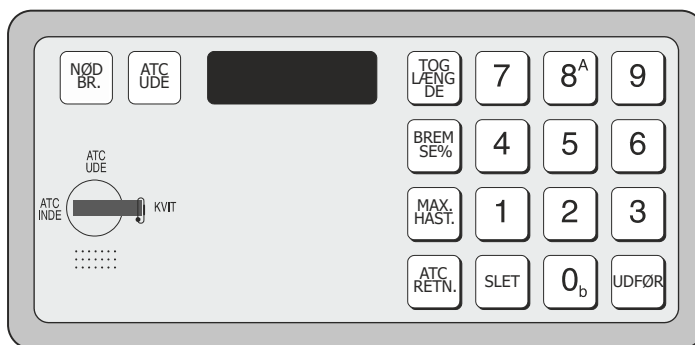 NØD
BR.
ATC
UDE
TOG
LÆNG
DE
7
8A
9
BREM
SE%
4
5
6
ATC
UDE
ATC
INDE
KVIT
MAX.
HAST.
1
2
3
ATC
RETN.
SLET
0b
UDFØR